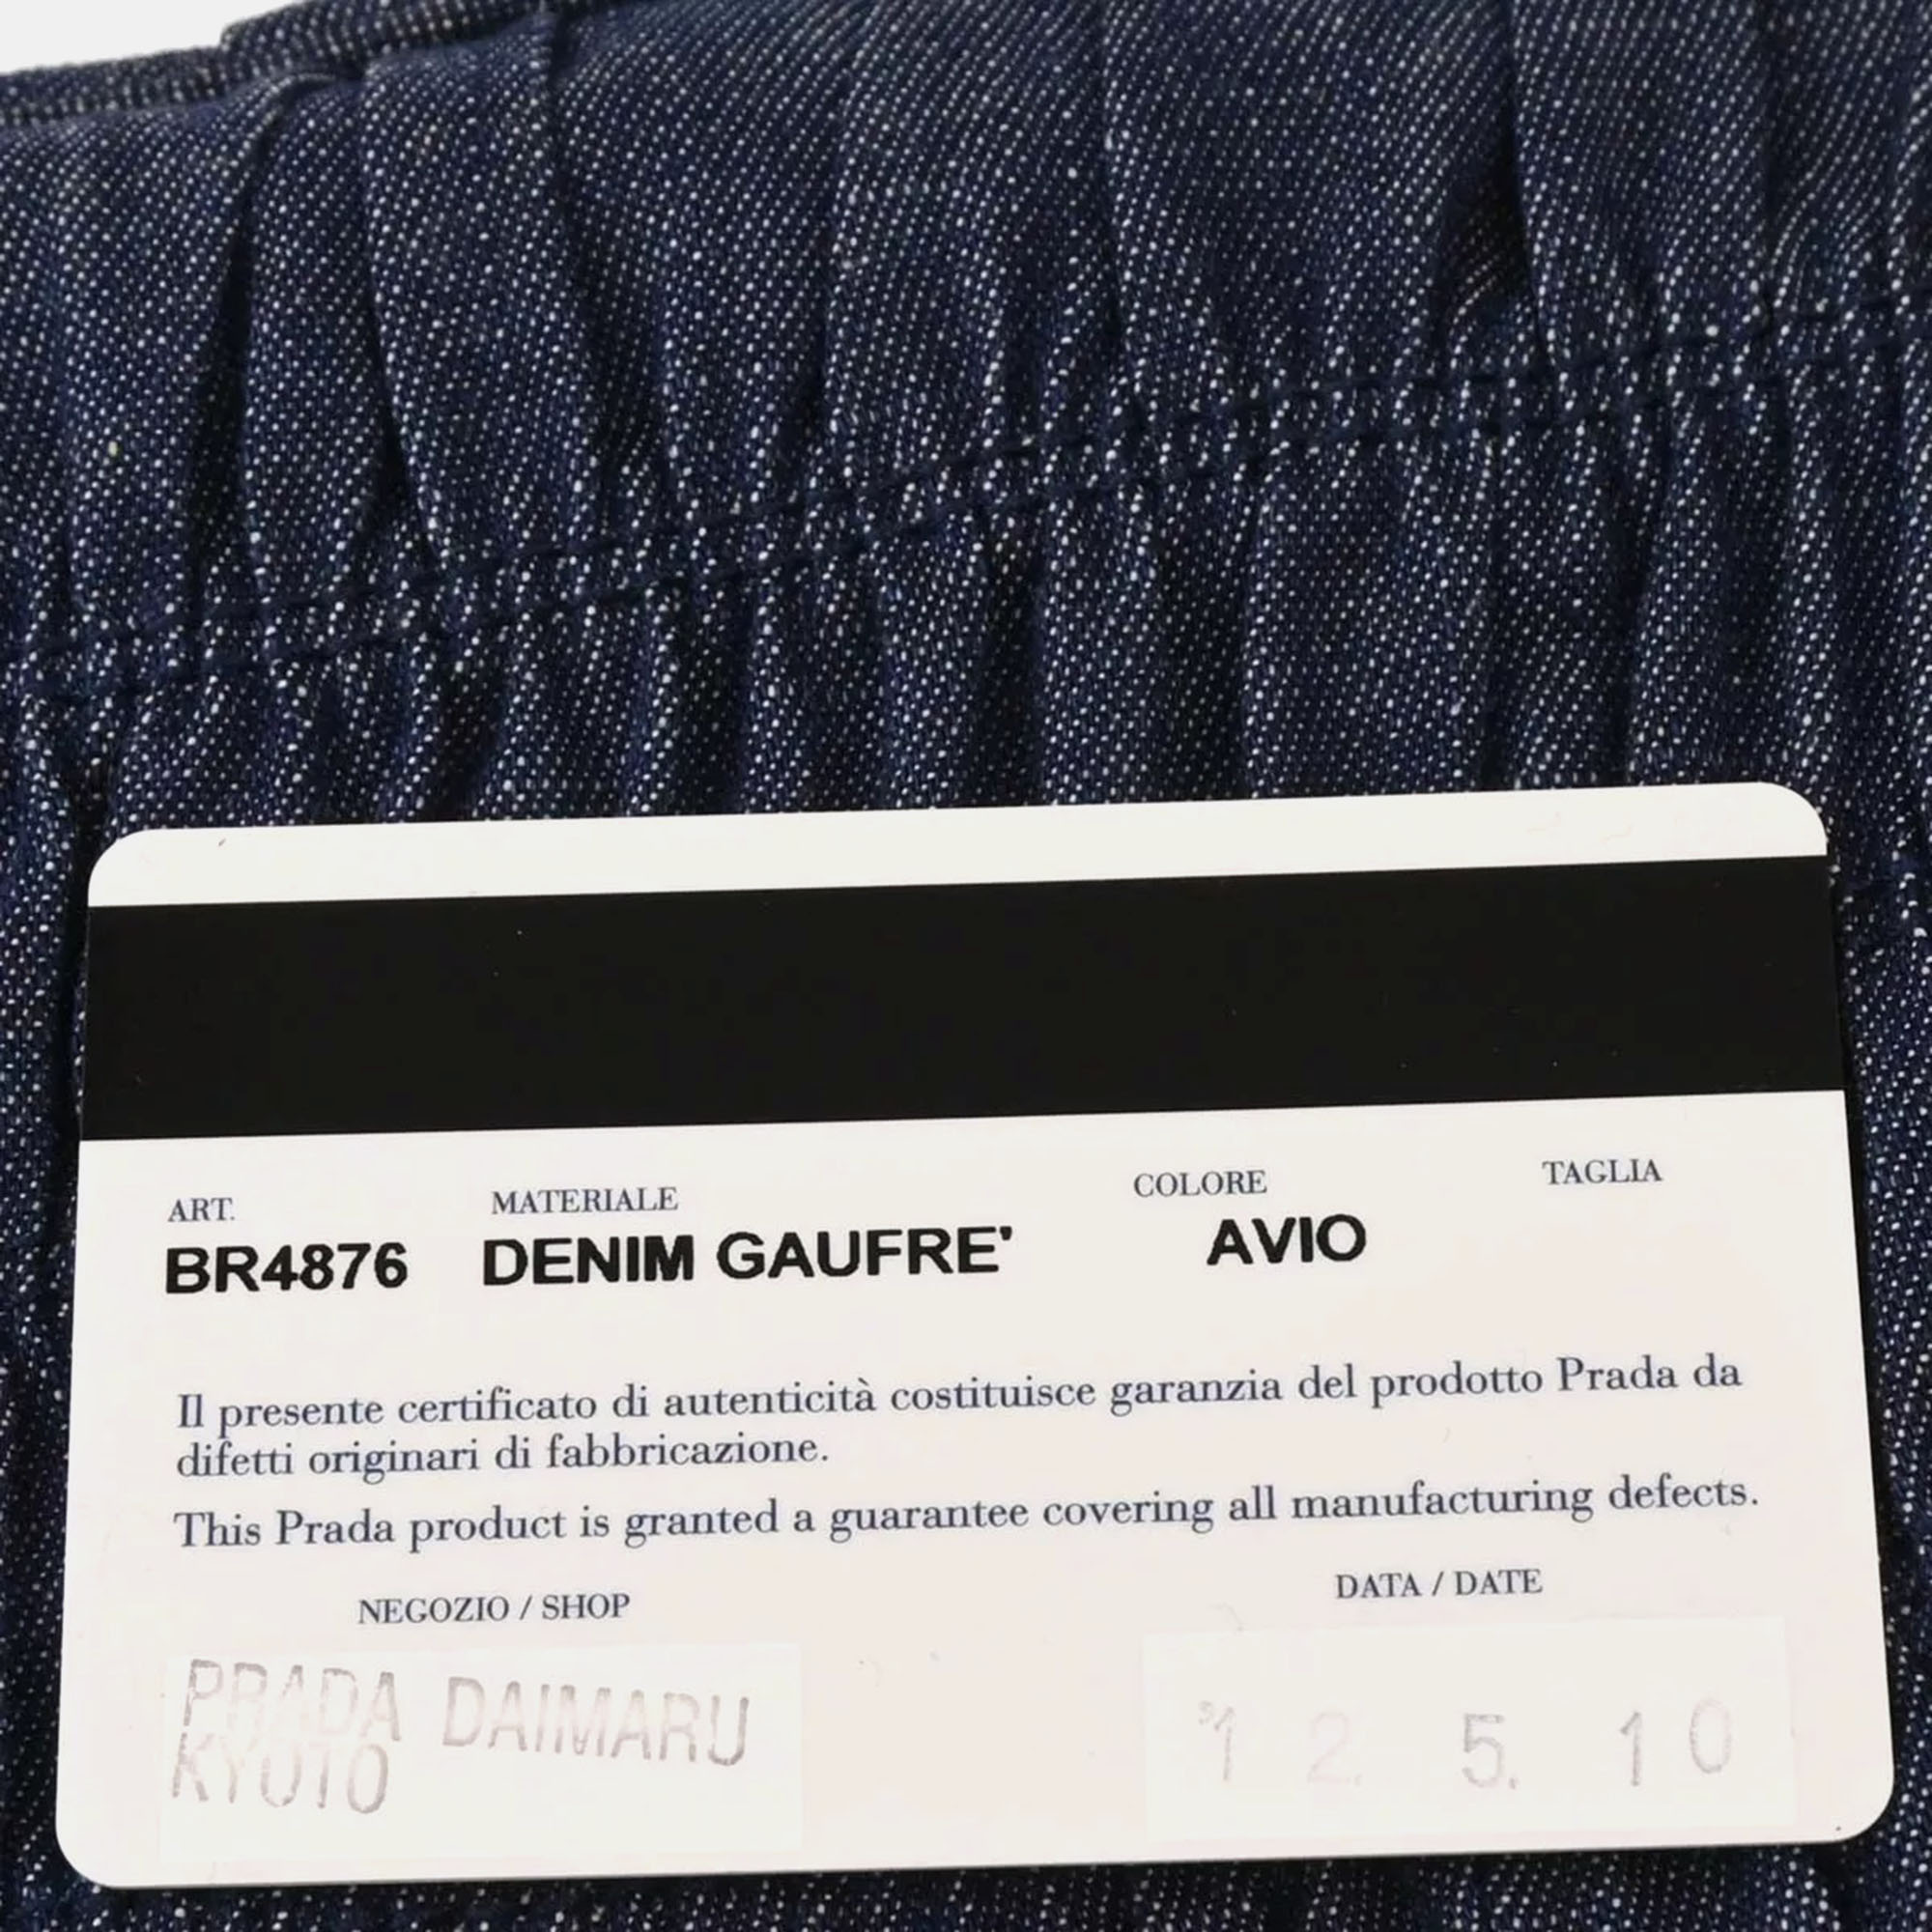 ART. MATERIALE COLORE TAGLIA
BR4876 DENIM GAUFRE' AVIO
Il presente certificato di autenticità costituisce garanzia del prodotto Prada da
difetti originari di fabbricazione.
This Prada product is granted a guarantee covering all manufacturing defects.
NEGOZIO / SHOP DATA / DATE
PRADA DAIMARU
KYOTO
'12. 5. 10